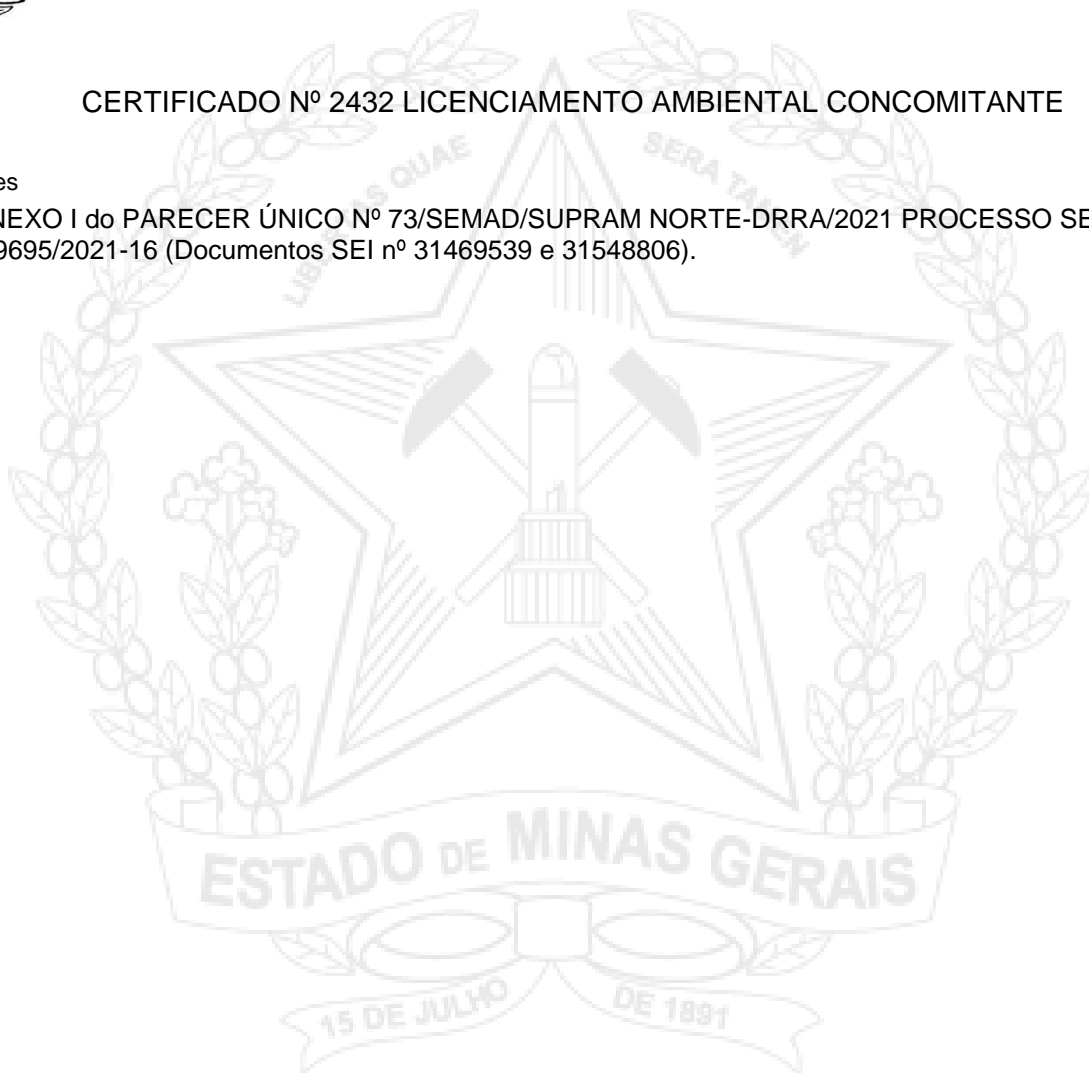 CERTIFICADO Nº 2432 LICENCIAMENTO AMBIENTAL CONCOMITANTE
es
NEXO I do PARECER ÚNICO Nº 73/SEMAD/SUPRAM NORTE-DRRA/2021 PROCESSO SE
9695/2021-16 (Documentos SEI nº 31469539 e 31548806).
LIBERTAS QUAE SERA TAMEN
ESTADO DE MINAS GERAIS
15 DE JULHO DE 1891